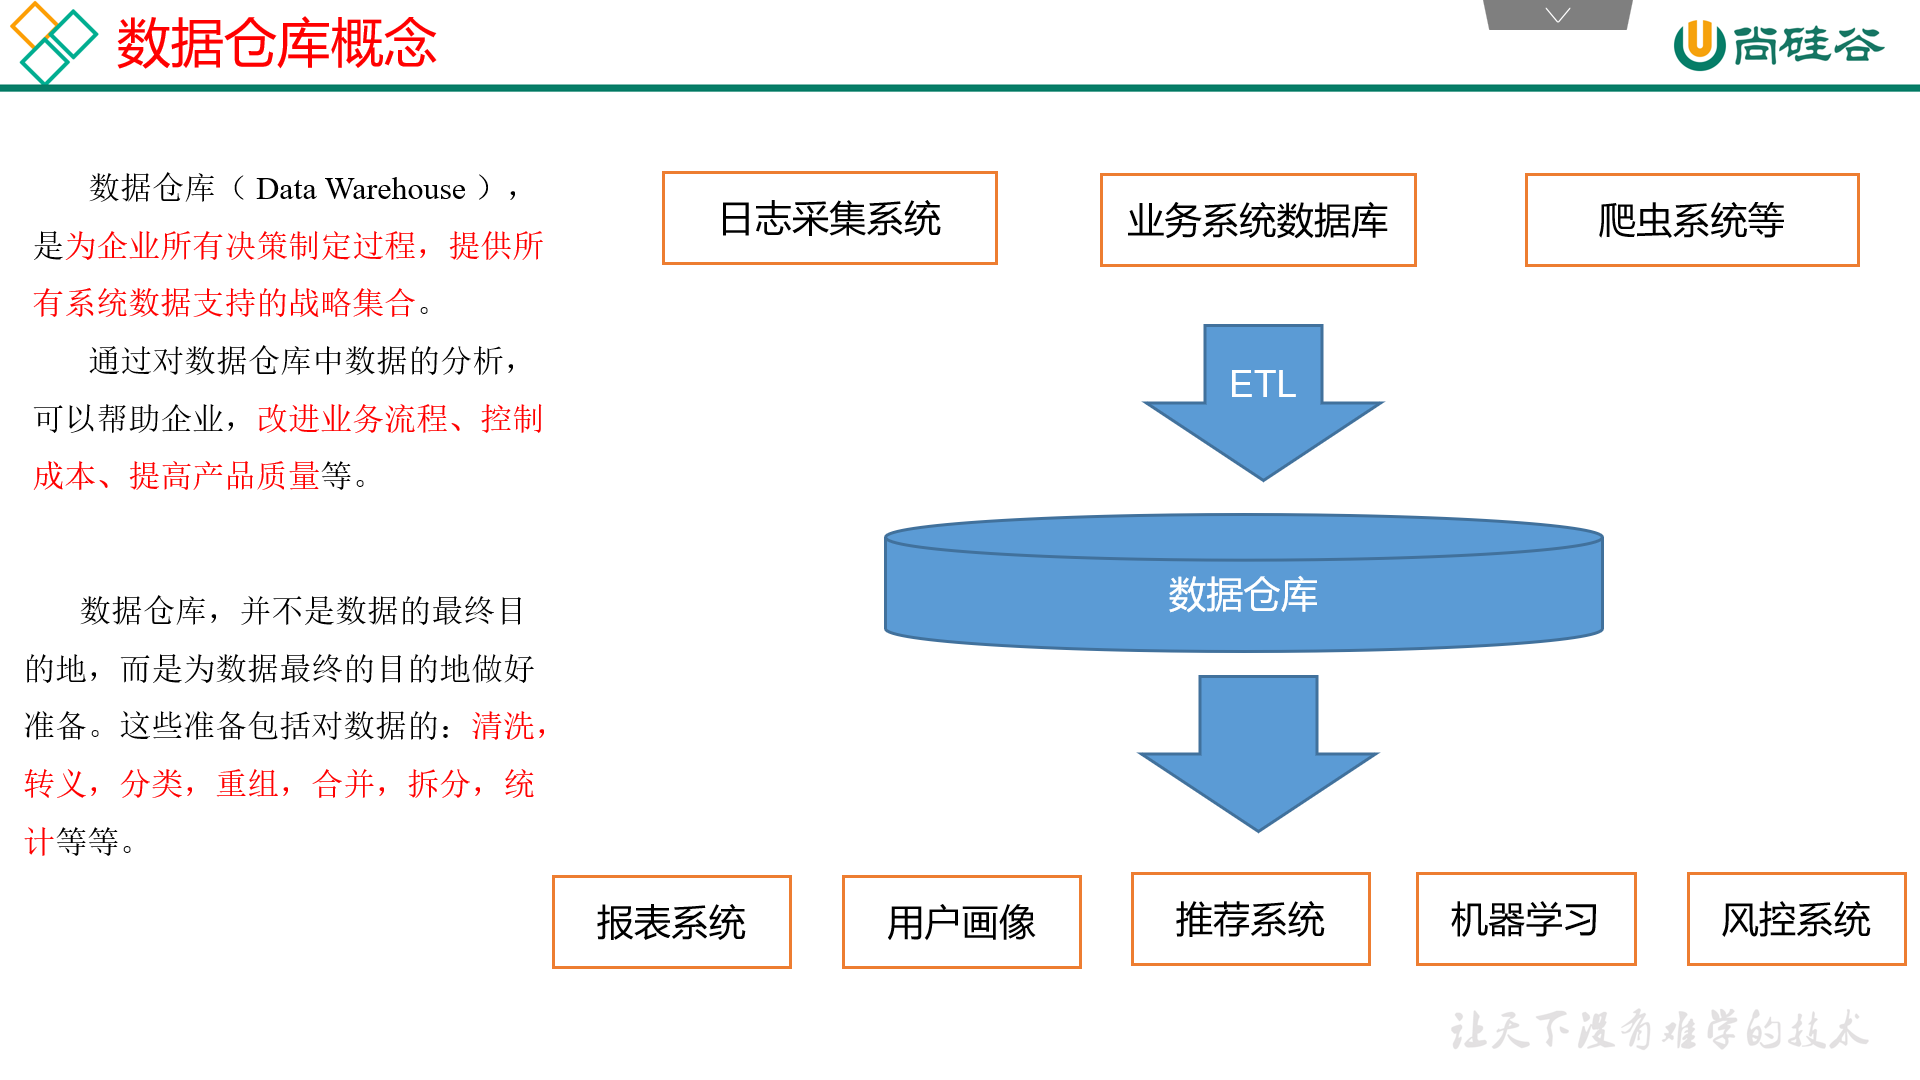 数据仓库概念
尚硅谷
数据仓库（ Data Warehouse ），
是为企业所有决策制定过程，提供所
有系统数据支持的战略集合。
通过对数据仓库中数据的分析，
可以帮助企业，改进业务流程、控制
成本、提高产品质量等。
数据仓库，并不是数据的最终目
的地，而是为数据最终的目的地做好
准备。这些准备包括对数据的：清洗，
转义，分类，重组，合并，拆分，统
计等等。
日志采集系统
业务系统数据库
爬虫系统等
ETL
数据仓库
报表系统
用户画像
推荐系统
机器学习
风控系统
让天下没有难学的技术